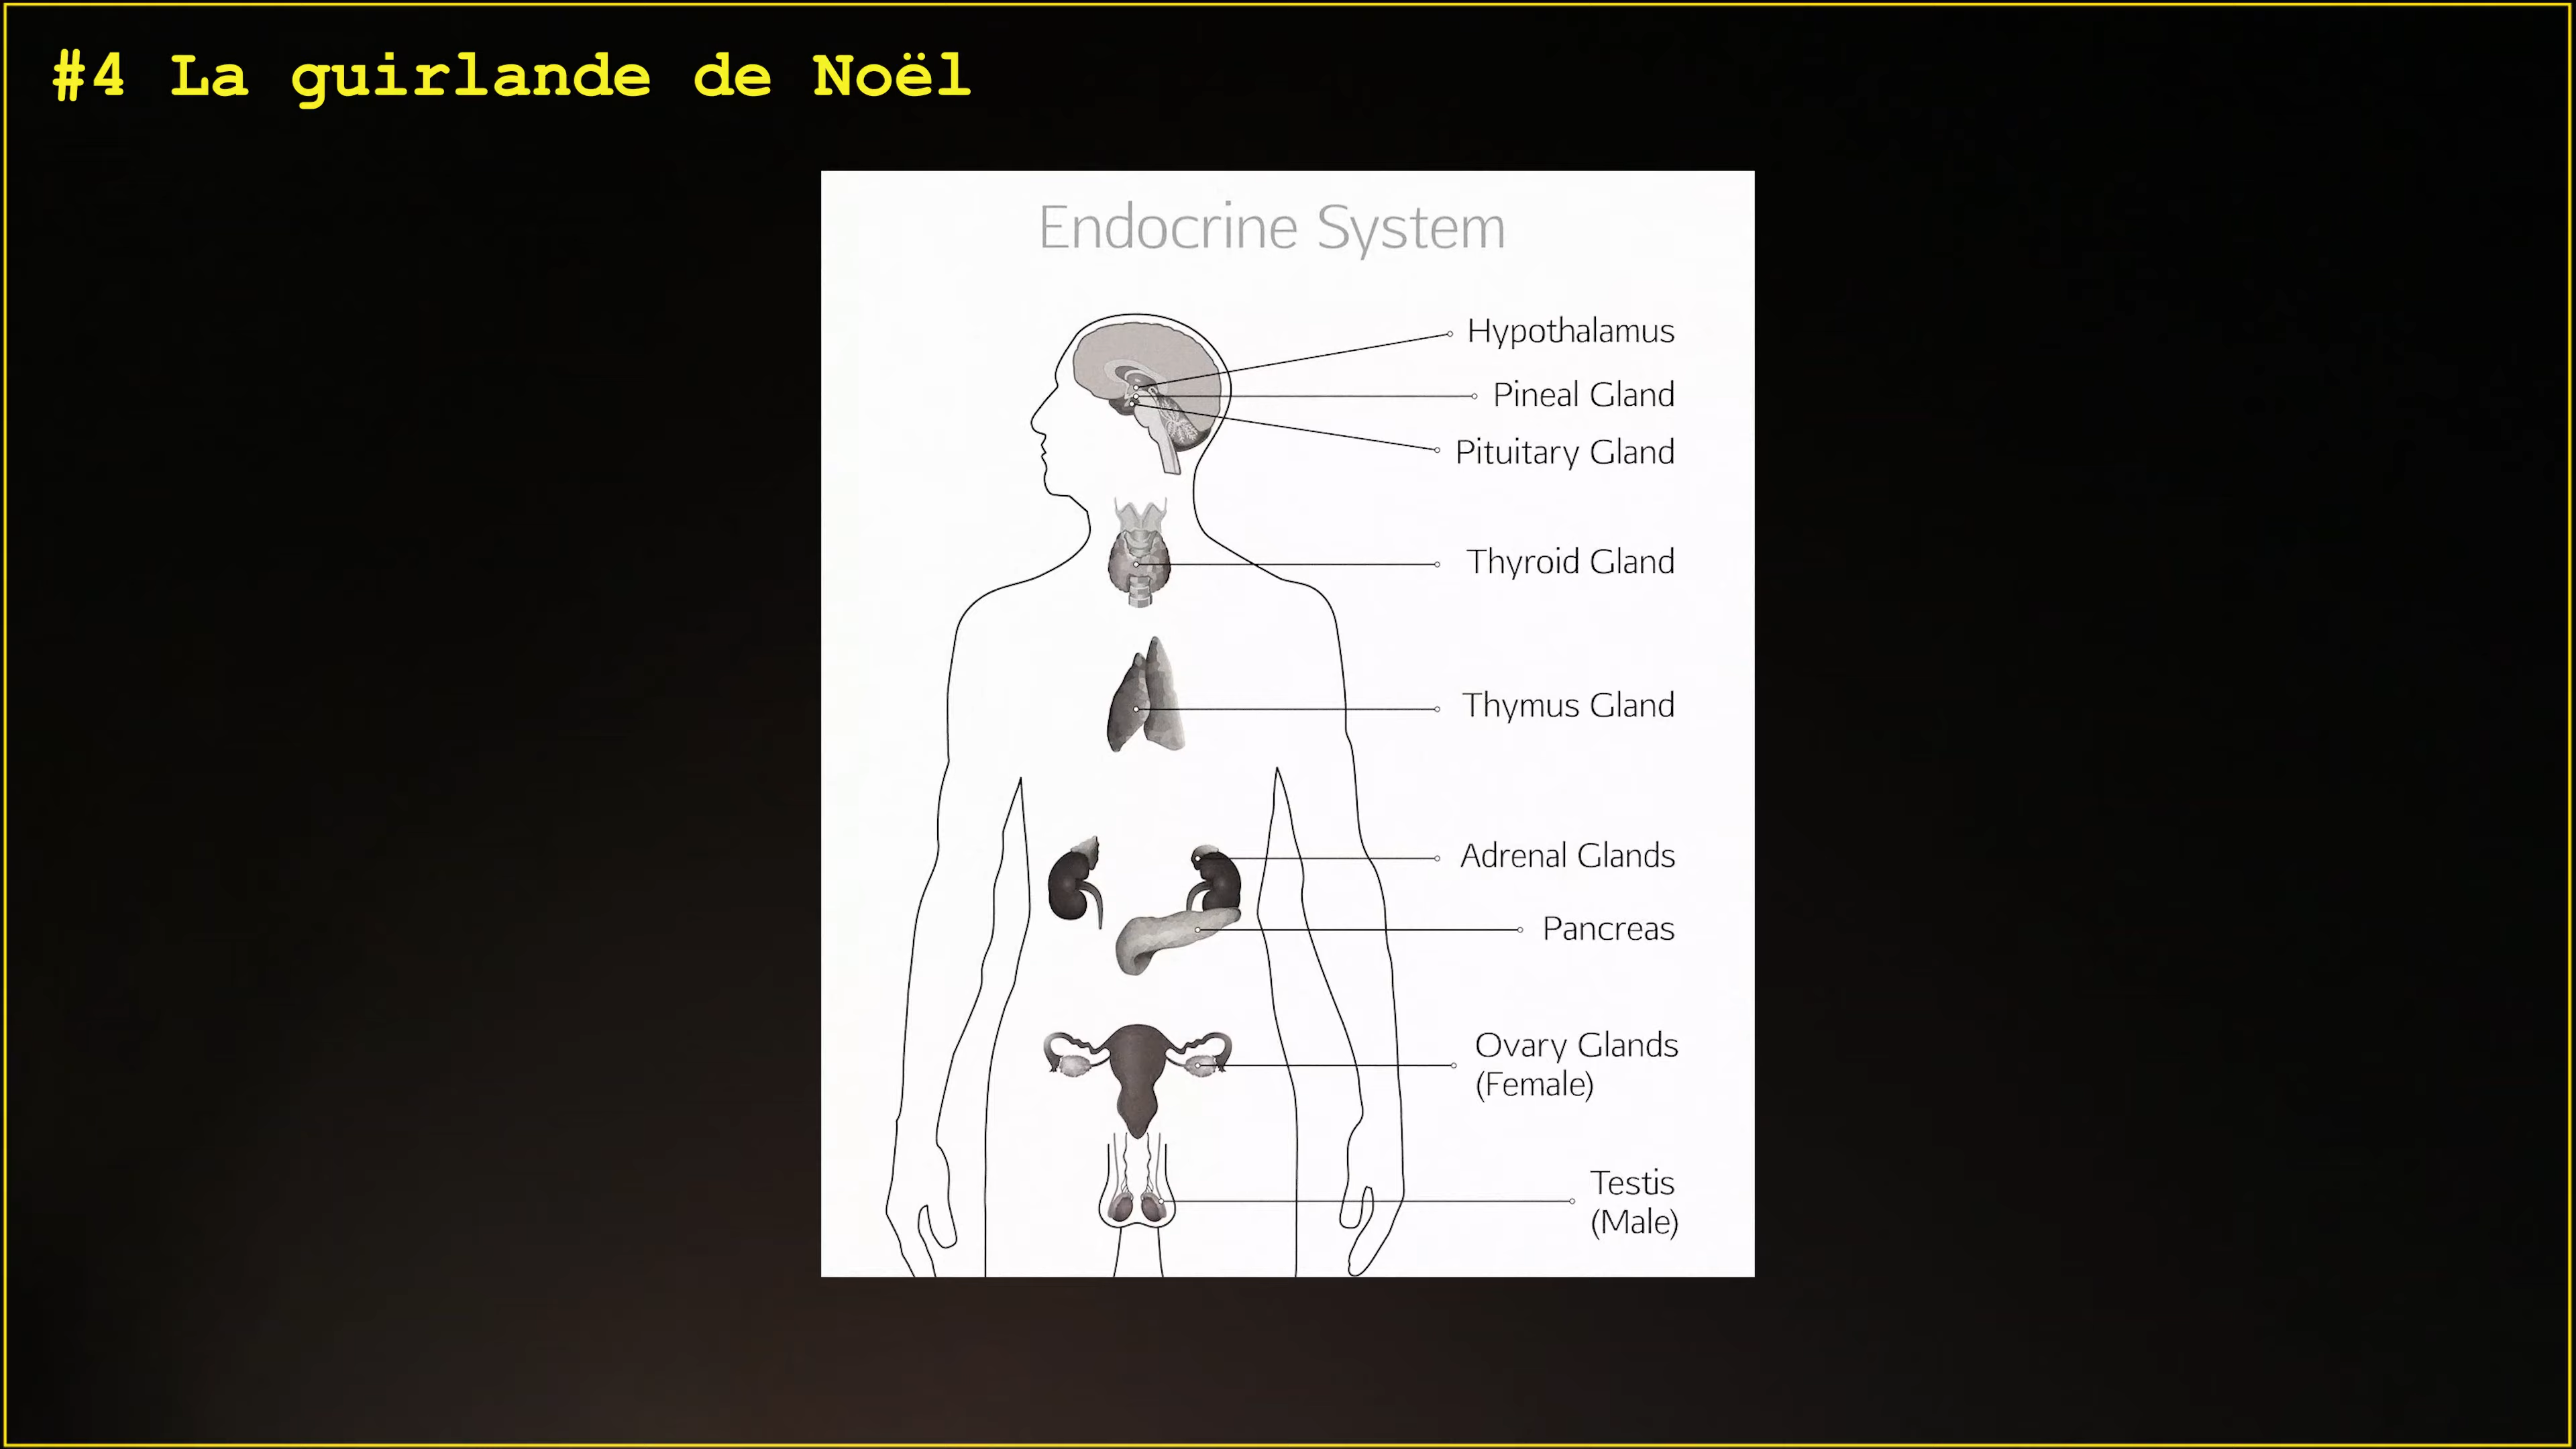 #4 La guirlande de Noël
Endocrine System
Hypothalamus
Pineal Gland
Pituitary Gland
Thyroid Gland
Thymus Gland
Adrenal Glands
Pancreas
Ovary Glands
(Female)
Testis
(Male)